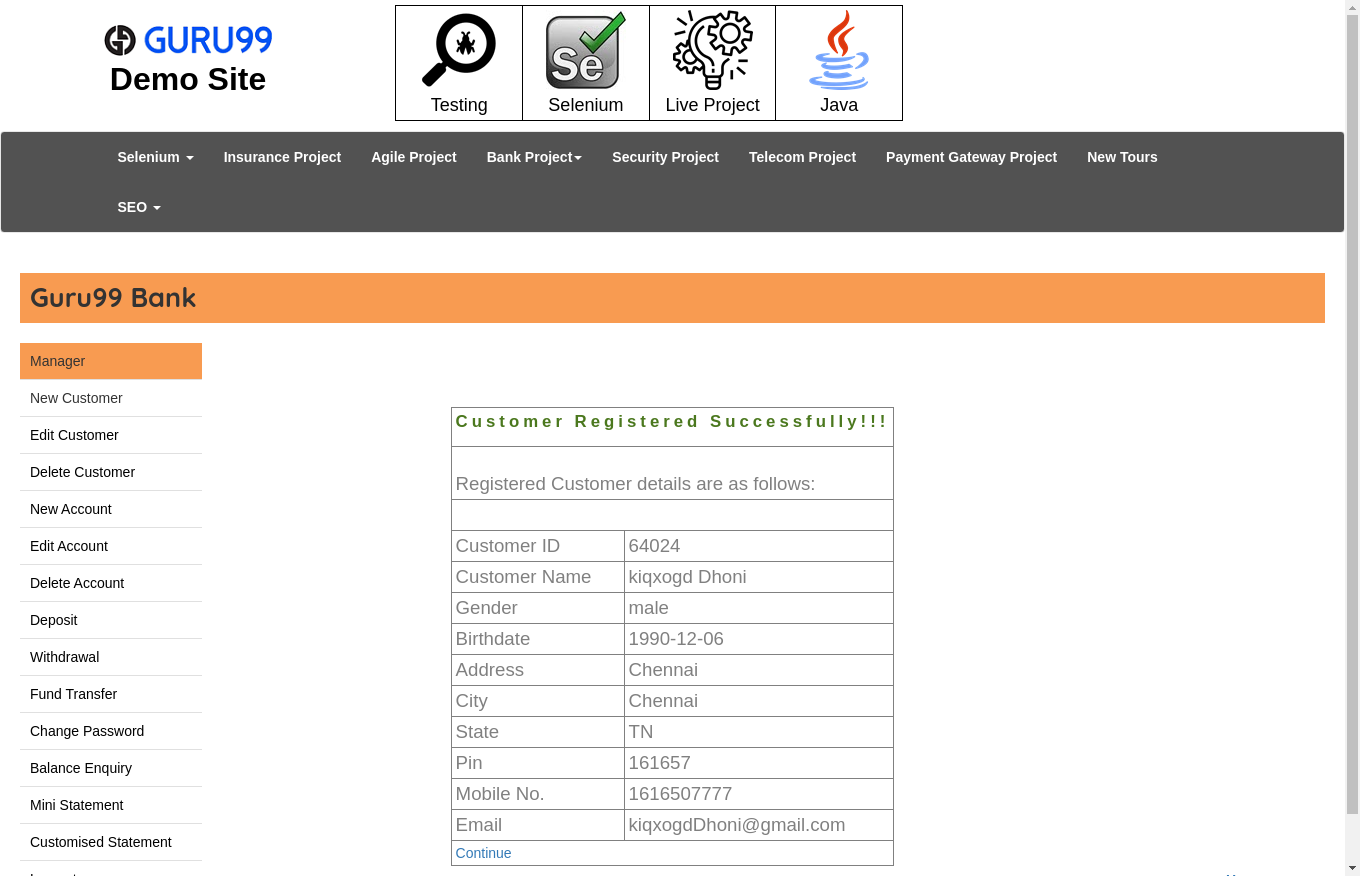 GURU99
Demo Site
Se
Testing Selenium Live Project Java
Selenium Insurance Project Agile Project Bank Project Security Project Telecom Project Payment Gateway Project New Tours
SEO
Guru99 Bank
Manager
New Customer
Edit Customer
Delete Customer
New Account
Edit Account
Delete Account
Deposit
Withdrawal
Fund Transfer
Change Password
Balance Enquiry
Mini Statement
Customised Statement
Customer Registered Successfully!!!
Registered Customer details are as follows:
Customer ID 64024
Customer Name kiqxogd Dhoni
Gender male
Birthdate 1990-12-06
Address Chennai
City Chennai
State TN
Pin 161657
Mobile No. 1616507777
Email kiqxogdDhoni@gmail.com
Continue